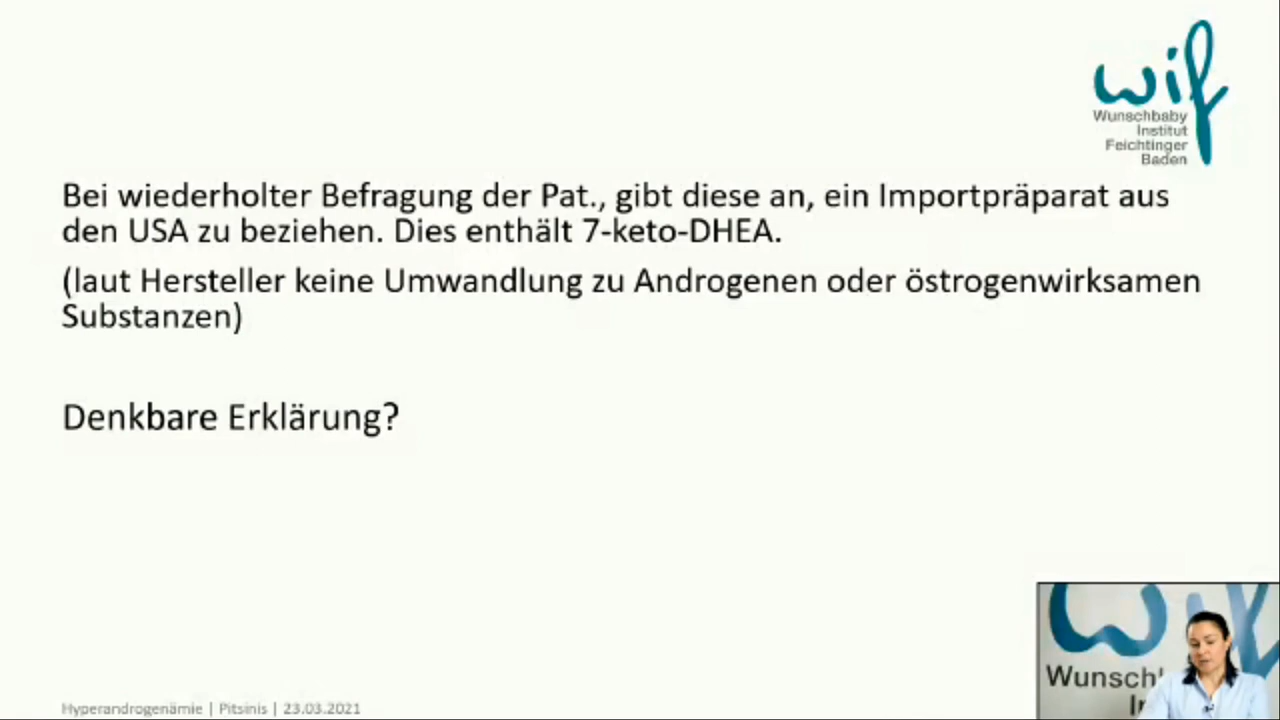 wif
Wunschbaby
Institut
Feichtinger
Baden
Bei wiederholter Befragung der Pat., gibt diese an, ein Importpräparat aus
den USA zu beziehen. Dies enthält 7-keto-DHEA.
(laut Hersteller keine Umwandlung zu Androgenen oder östrogenwirksamen
Substanzen)
Denkbare Erklärung?
Hyperandrogenämie | Pitsinis | 23.03.2021